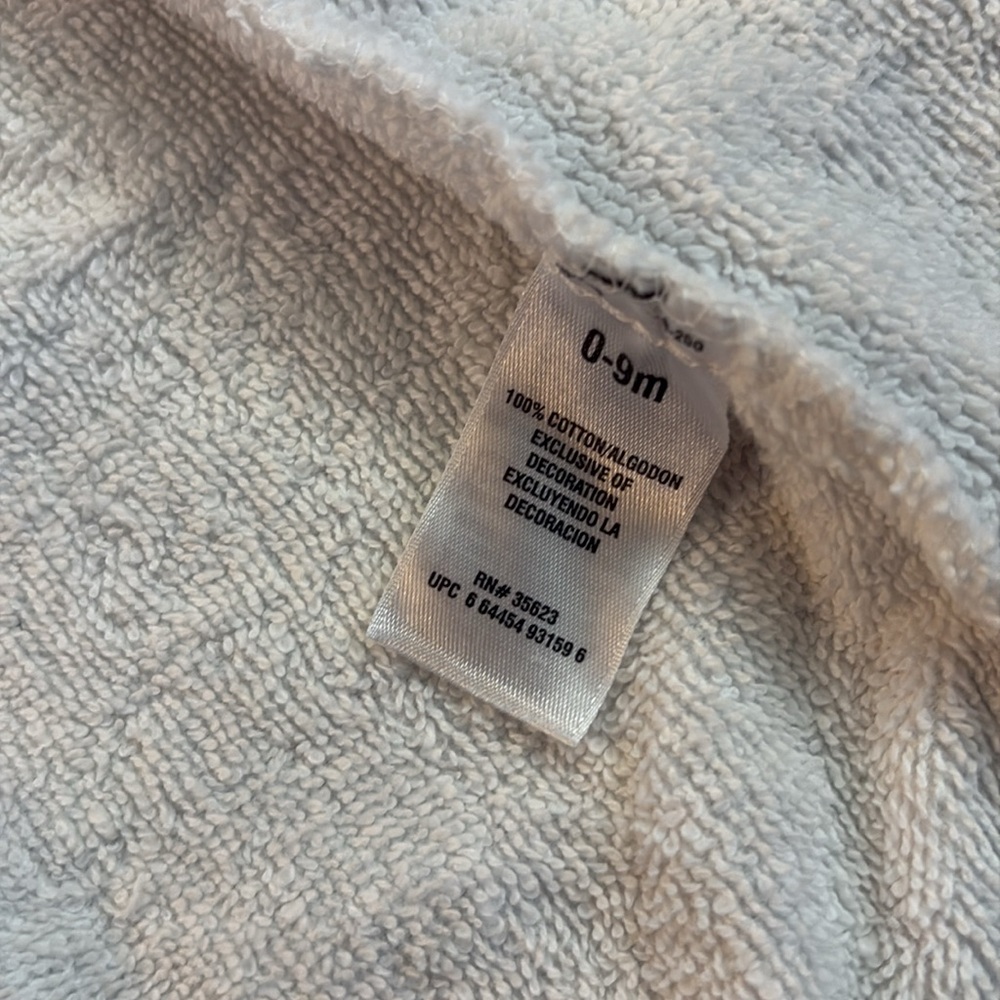 0-9m
100% COTTON/ALGODON
EXCLUSIVE OF
DECORATION
EXCLUYENDO LA
DECORACION
RN# 35623
UPC 6 64454 93159 6